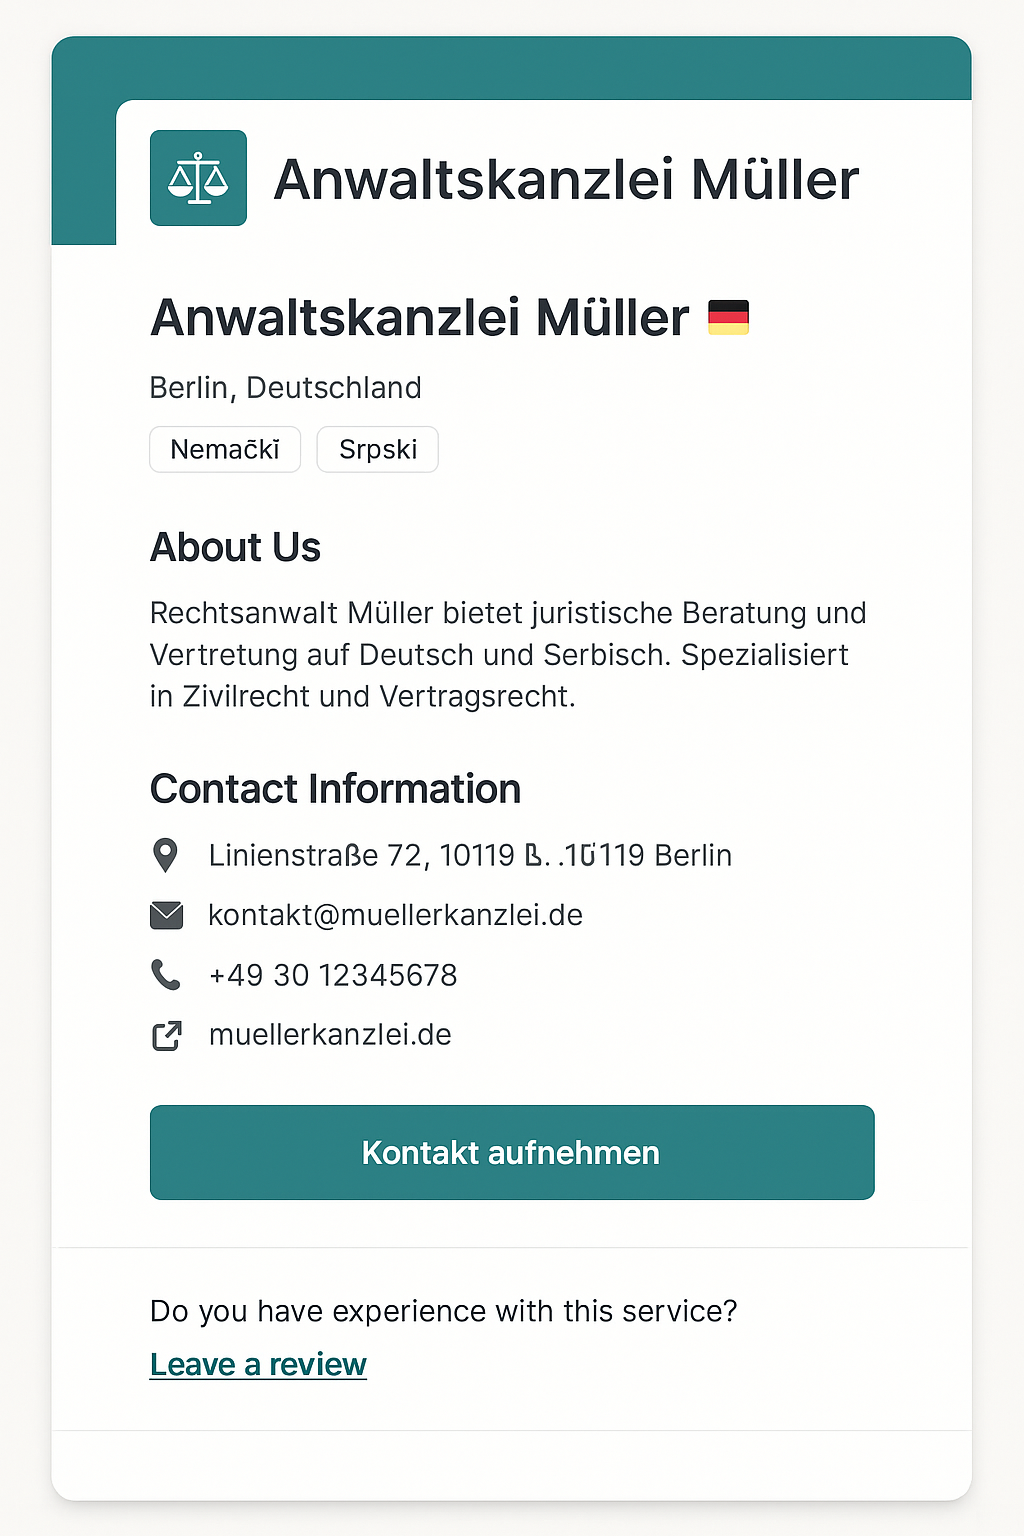 Anwaltskanzlei Müller
Anwaltskanzlei Müller
Berlin, Deutschland
Srpski
About Us
Rechtsanwalt Müller bietet juristische Beratung und
Vertretung auf Deutsch und Serbisch. Spezialisiert
in Zivilrecht und Vertragsrecht.
Contact Information
Linienstraße 72, 10119 Berlin
kontakt@muellerkanzlei.de
+49 30 12345678
muellerkanzlei.de
Kontakt aufnehmen
Do you have experience with this service?
Leave a review